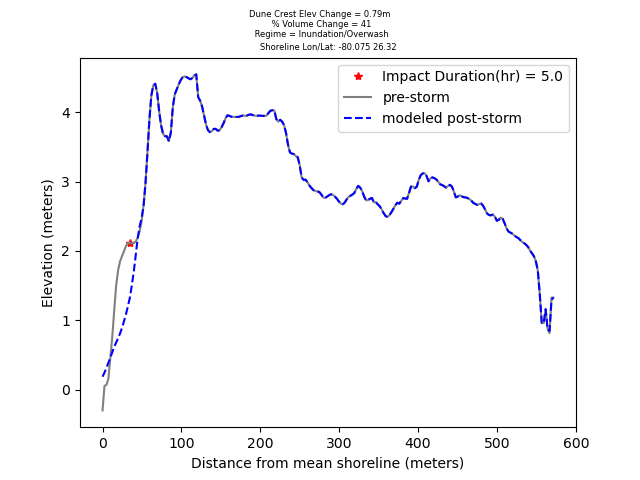 Dune Crest Elev Change = 0.79m
% Volume Change = 41
Regime = Inundation/Overwash
Shoreline Lon/Lat: -80.075 26.32
Impact Duration(hr) = 5.0
pre-storm
modeled post-storm
Elevation (meters)
4
3
2
1
0
0 100 200 300 400 500 600
Distance from mean shoreline (meters)